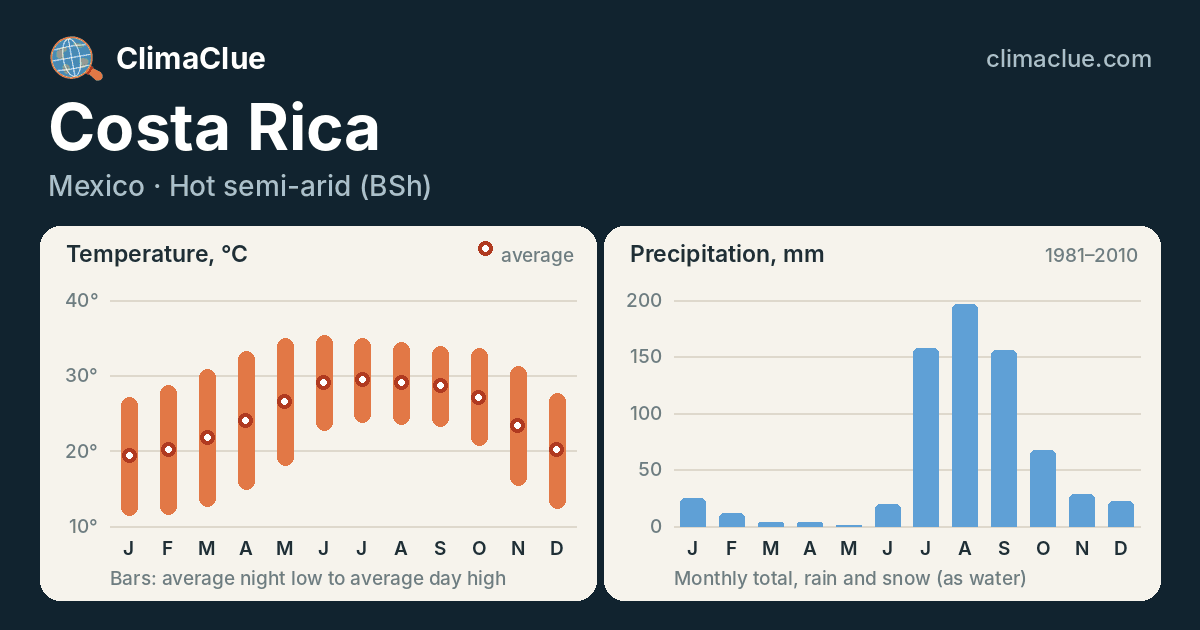 ClimaClue
climaclue.com
Costa Rica
Mexico · Hot semi-arid (BSh)
Temperature, °C
average
40°
30°
20°
10°
J F M A M J J A S O N D
Bars: average night low to average day high
Precipitation, mm
1981–2010
200
150
100
50
0
J F M A M J J A S O N D
Monthly total, rain and snow (as water)